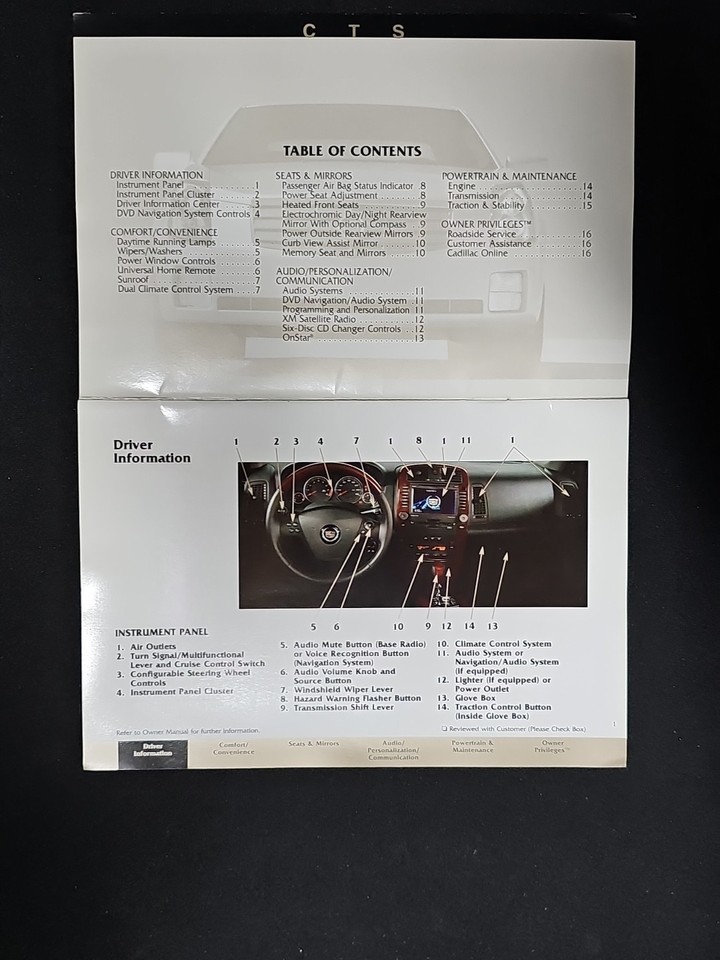 C T S
TABLE OF CONTENTS
DRIVER INFORMATION
Instrument Panel . . . . . . . . . . . . .1
Instrument Panel Cluster . . . . . . . .2
Driver Information Center . . . . . . .3
DVD Navigation System Controls 4
COMFORT/CONVENIENCE
Daytime Running Lamps . . . . . . . .5
Wipers/Washers . . . . . . . . . . . . . .5
Power Window Controls . . . . . . . .6
Universal Home Remote . . . . . . . .6
Sunroof . . . . . . . . . . . . . . . . . . .7
Dual Climate Control System . . . .7
SEATS & MIRRORS
Passenger Air Bag Status Indicator .8
Power Seat Adjustment . . . . . . . .8
Heated Front Seats . . . . . . . . . . .9
Electrochromic Day/Night Rearview
Mirror With Optional Compass . .9
Power Outside Rearview Mirrors .9
Curb View Assist Mirror . . . . . . .10
Memory Seat and Mirrors . . . . .10
AUDIO/PERSONALIZATION/
COMMUNICATION
Audio Systems . . . . . . . . . . . . .11
DVD Navigation/Audio System .11
Programming and Personalization 11
XM Satellite Radio . . . . . . . . . .12
Six-Disc CD Changer Controls . .12
OnStar® . . . . . . . . . . . . . . . . .13
POWERTRAIN & MAINTENANCE
Engine . . . . . . . . . . . . . . . . . .14
Transmission . . . . . . . . . . . . . .14
Traction & Stability . . . . . . . . . .15
OWNER PRIVILEGES™
Roadside Service . . . . . . . . . . .16
Customer Assistance . . . . . . . .16
Cadillac Online . . . . . . . . . . . .16
Driver
Information
1 2 3 4 7 1 8 1 11 1
5 6 10 9 12 14 13
INSTRUMENT PANEL
1. Air Outlets
2. Turn Signal/Multifunctional
Lever and Cruise Control Switch
3. Configurable Steering Wheel
Controls
4. Instrument Panel Cluster
5. Audio Mute Button (Base Radio)
or Voice Recognition Button
(Navigation System)
6. Audio Volume Knob and
Source Button
7. Windshield Wiper Lever
8. Hazard Warning Flasher Button
9. Transmission Shift Lever
10. Climate Control System
11. Audio System or
Navigation/Audio System
(if equipped)
12. Lighter (if equipped) or
Power Outlet
13. Glove Box
14. Traction Control Button
(Inside Glove Box)
1
Refer to Owner Manual for further information.
❑ Reviewed with Customer (Please Check Box)
Driver
Information
Comfort/
Convenience
Seats & Mirrors
Audio/
Personalization/
Communication
Powertrain &
Maintenance
Owner
Privileges™